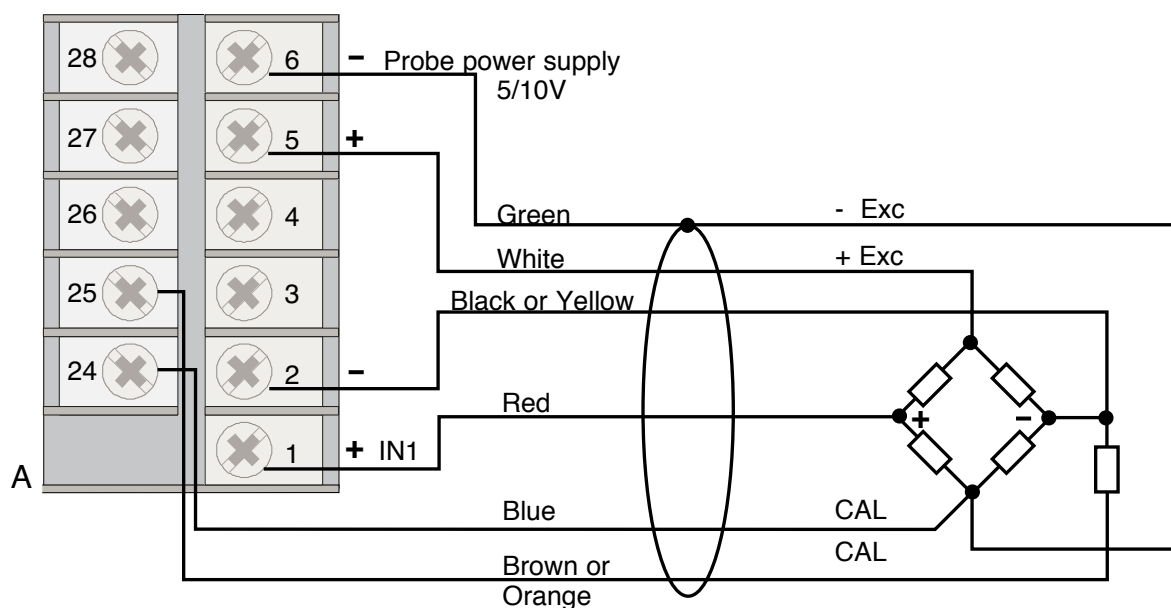 28 6 - Probe power supply
5/10V
27 5 +
26 4
Green - Exc
White + Exc
25 3
Black or Yellow
24 2 -
Red
+ -
1 + IN1
A
Blue CAL
CAL
Brown or
Orange